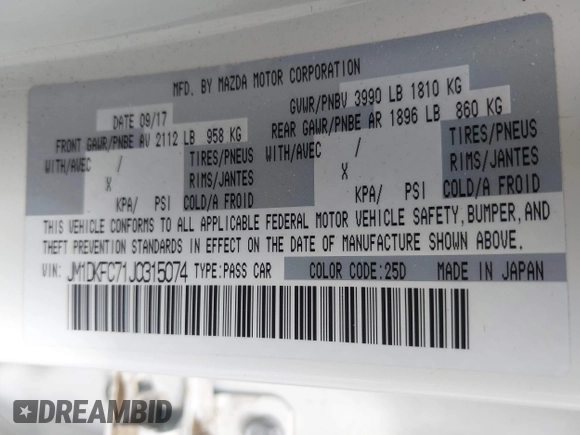 MFD. BY MAZDA MOTOR CORPORATION
DATE 09/17 GVWR/PNBV 3990 LB 1810 KG
FRONT GAWR/PNBE AV 2112 LB 958 KG REAR GAWR/PNBE AR 1896 LB 860 KG
WITH/AVEC / TIRES/PNEUS WITH/AVEC / TIRES/PNEUS
X RIMS/JANTES X RIMS/JANTES
KPA/ PSI COLD/A FROID KPA/ PSI COLD/A FROID
THIS VEHICLE CONFORMS TO ALL APPLICABLE FEDERAL MOTOR VEHICLE SAFETY, BUMPER, AND
THEFT PREVENTION STANDARDS IN EFFECT ON THE DATE OF MANUFACTURE SHOWN ABOVE.
VIN: JM1DKFC71J0315074 TYPE:PASS CAR COLOR CODE:25D MADE IN JAPAN
DREAMBID